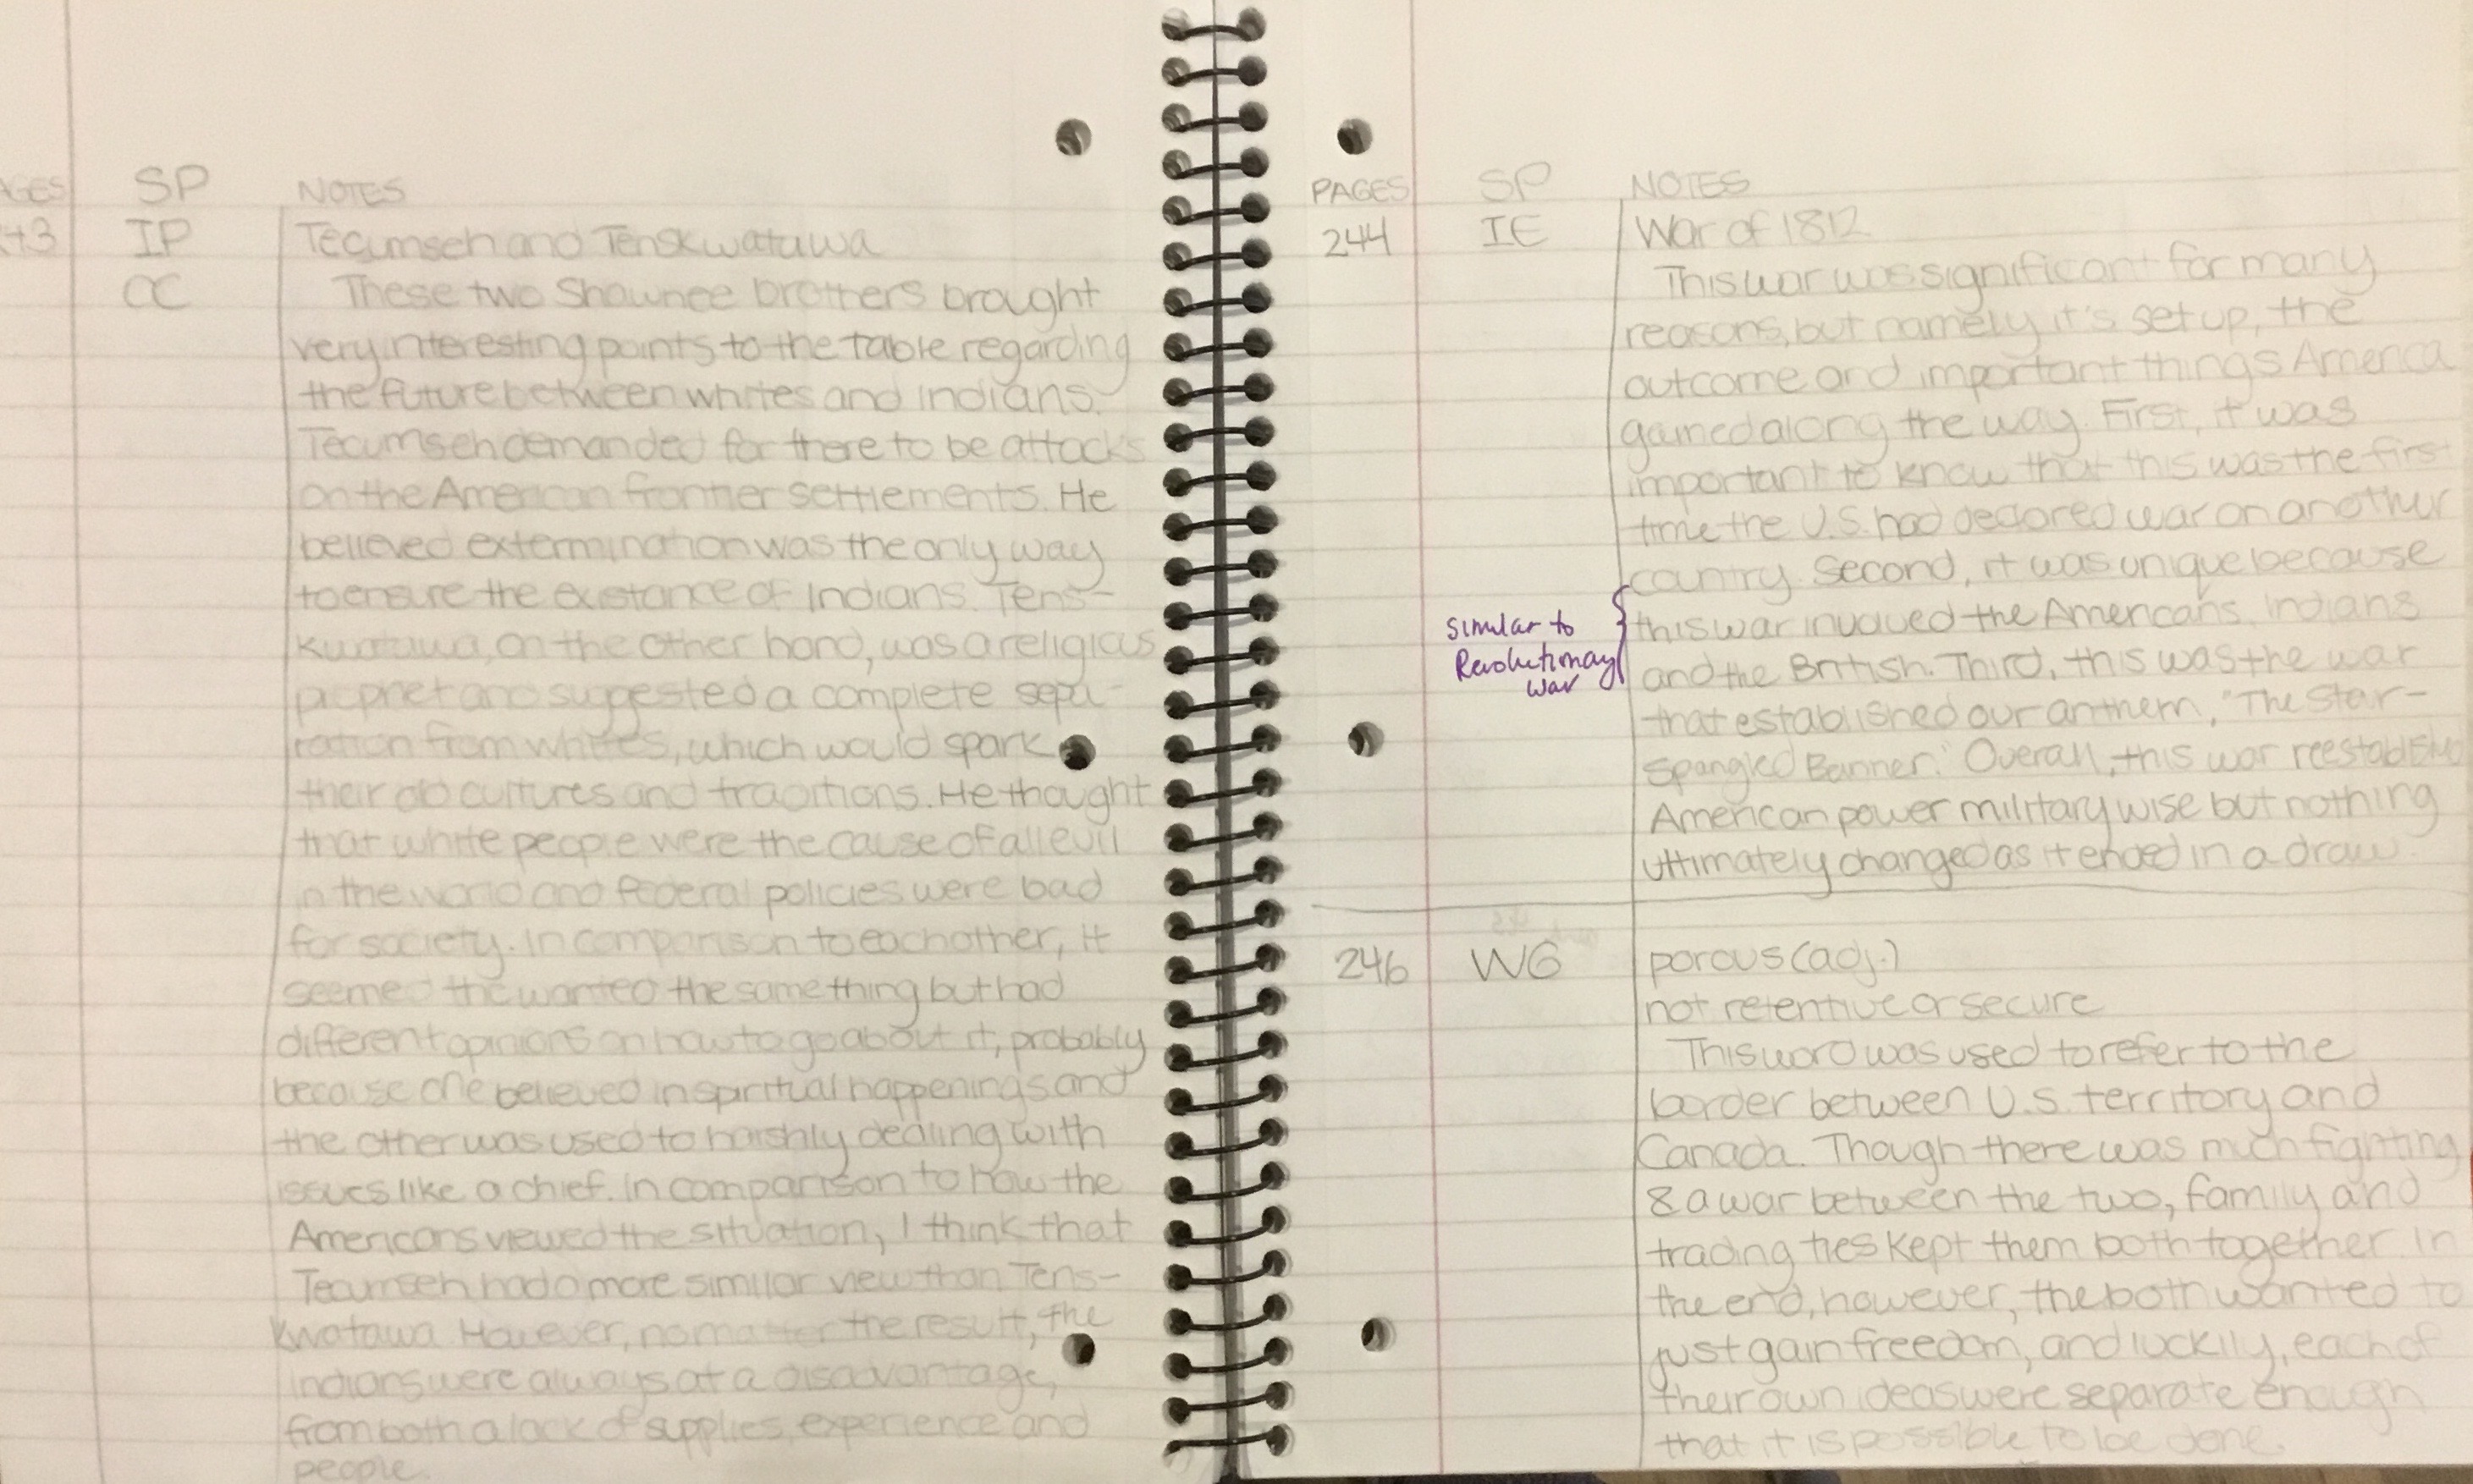 AGES SP NOTES
43 IP Tecumseh and Tenskwatawa
CC These two Shawnee brothers brought
very interesting points to the table regarding
the future between whites and Indians.
Tecumseh demanded for there to be attacks
on the American frontier settlements. He
believed extermination was the only way
to ensure the existance of Indians. Tens-
kwatawa, on the other hand, was a religious
prophet and suggested a complete sepa-
ration from whites, which would spark
their old cultures and traditions. He thought
that white people were the cause of all evil
in the world and federal policies were bad
for society. In comparison to eachother, it
seemed the wanted the same thing but had
different opinions on how to go about it, probably
because one believed in spiritual happenings and
the other was used to harshly dealing with
issues like a chief. In comparison to how the
Americans viewed the situation, I think that
Tecumseh had a more similar view than Tens-
kwatawa. However, no matter the result, the
Indians were always at a disadvantage,
from both a lack of supplies, experience and
people.
PAGES SP NOTES
244 IE War of 1812
This war was significant for many
reasons, but namely it's set up, the
outcome and important things America
gained along the way. First, it was
important to know that this was the first
time the U.S. had declared war on another
country. Second, it was unique because
this war involved the Americans, Indians
and the British. Third, this was the war
that established our anthem, "The Star-
Spangled Banner." Overall, this war reestablished
American power military wise but nothing
ultimately changed as it ended in a draw.
similar to
Revolutionay
war
246 WG porous (adj.)
not retentive or secure
This word was used to refer to the
border between U.S. territory and
Canada. Though there was much fighting
& a war between the two, family and
trading ties kept them both together in
the end, however, the both wanted to
just gain freedom, and luckily, each of
their own ideas were separate enough
that it is possible to be done.